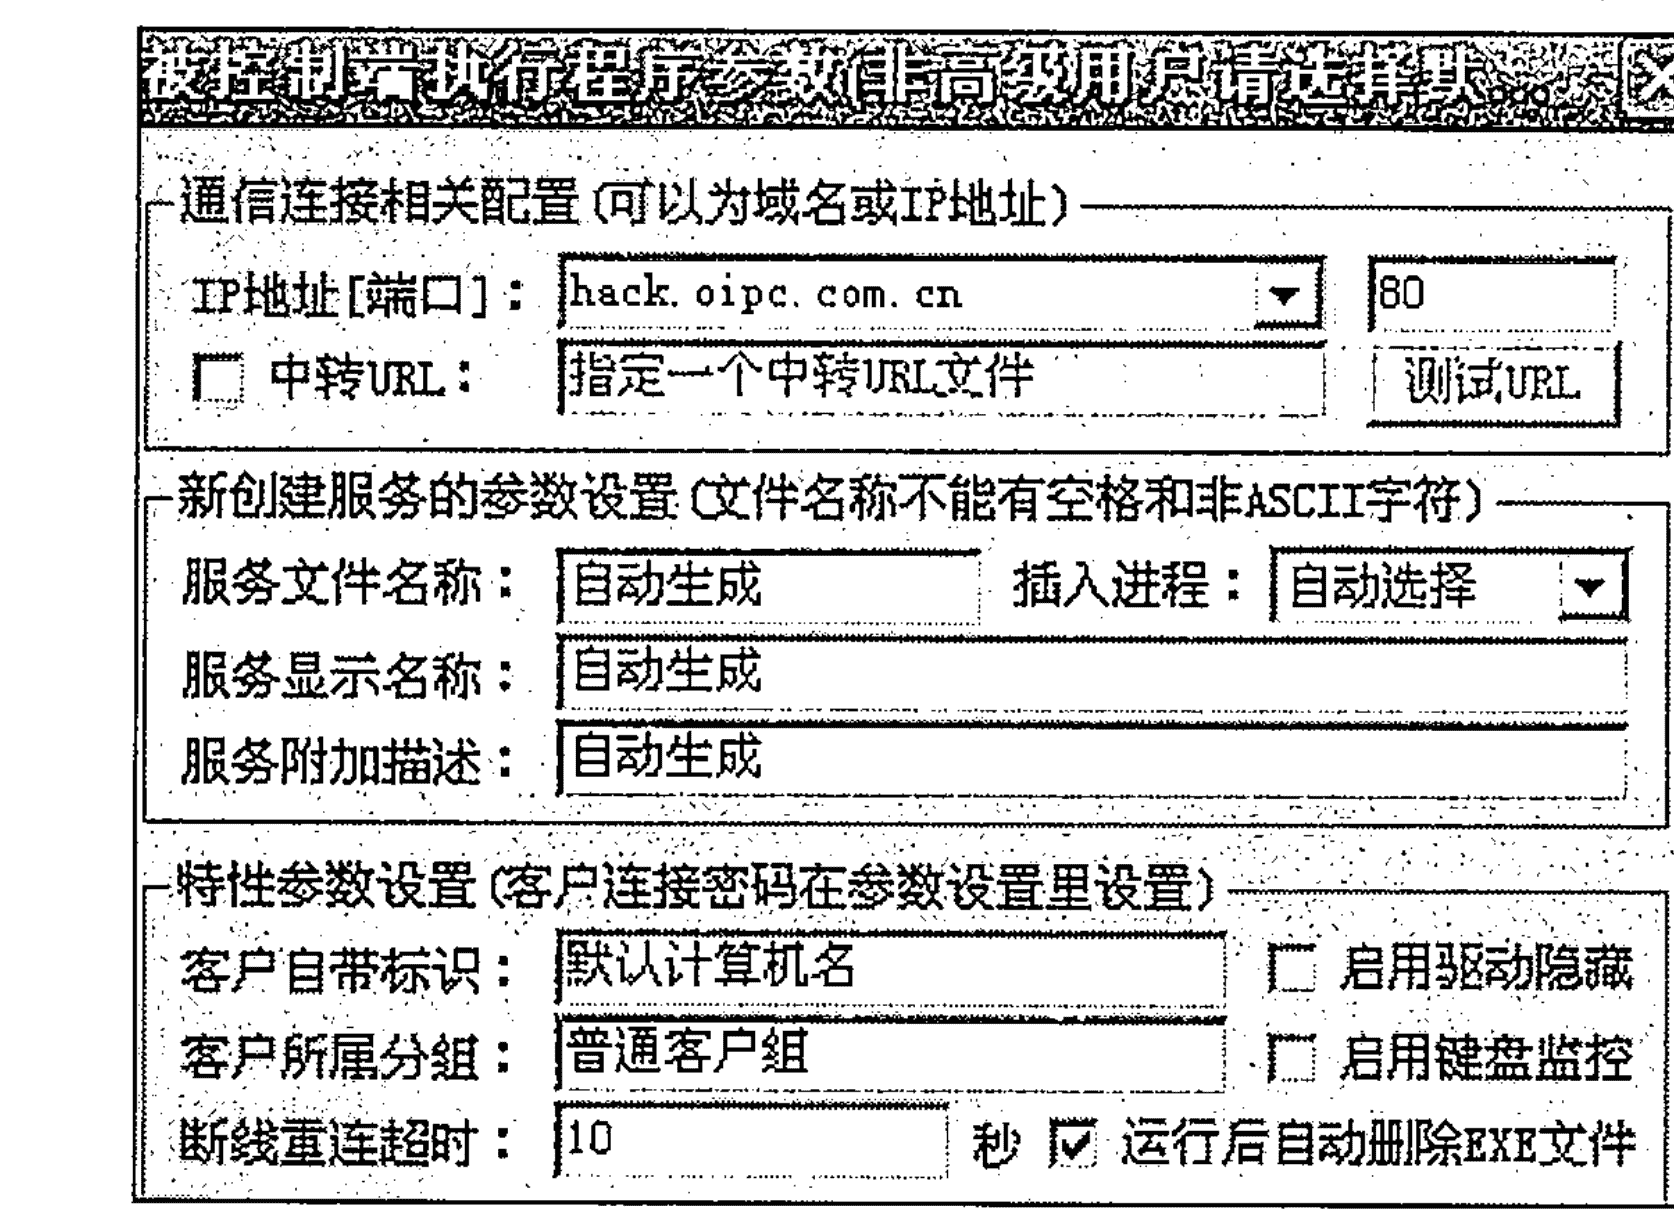 被控制端执行程序参数(非高级用户请选择默...
通信连接相关配置(可以为域名或IP地址)
IP地址[端口]: hack.oipc.com.cn 80
中转URL: 指定一个中转URL文件 测试URL
新创建服务的参数设置(文件名称不能有空格和非ASCII字符)
服务文件名称: 自动生成 插入进程: 自动选择
服务显示名称: 自动生成
服务附加描述: 自动生成
特性参数设置(客户连接密码在参数设置里设置)
客户自带标识: 默认计算机名 启用驱动隐藏
客户所属分组: 普通客户组 启用键盘监控
断线重连超时: 10 秒 运行后自动删除EXE文件